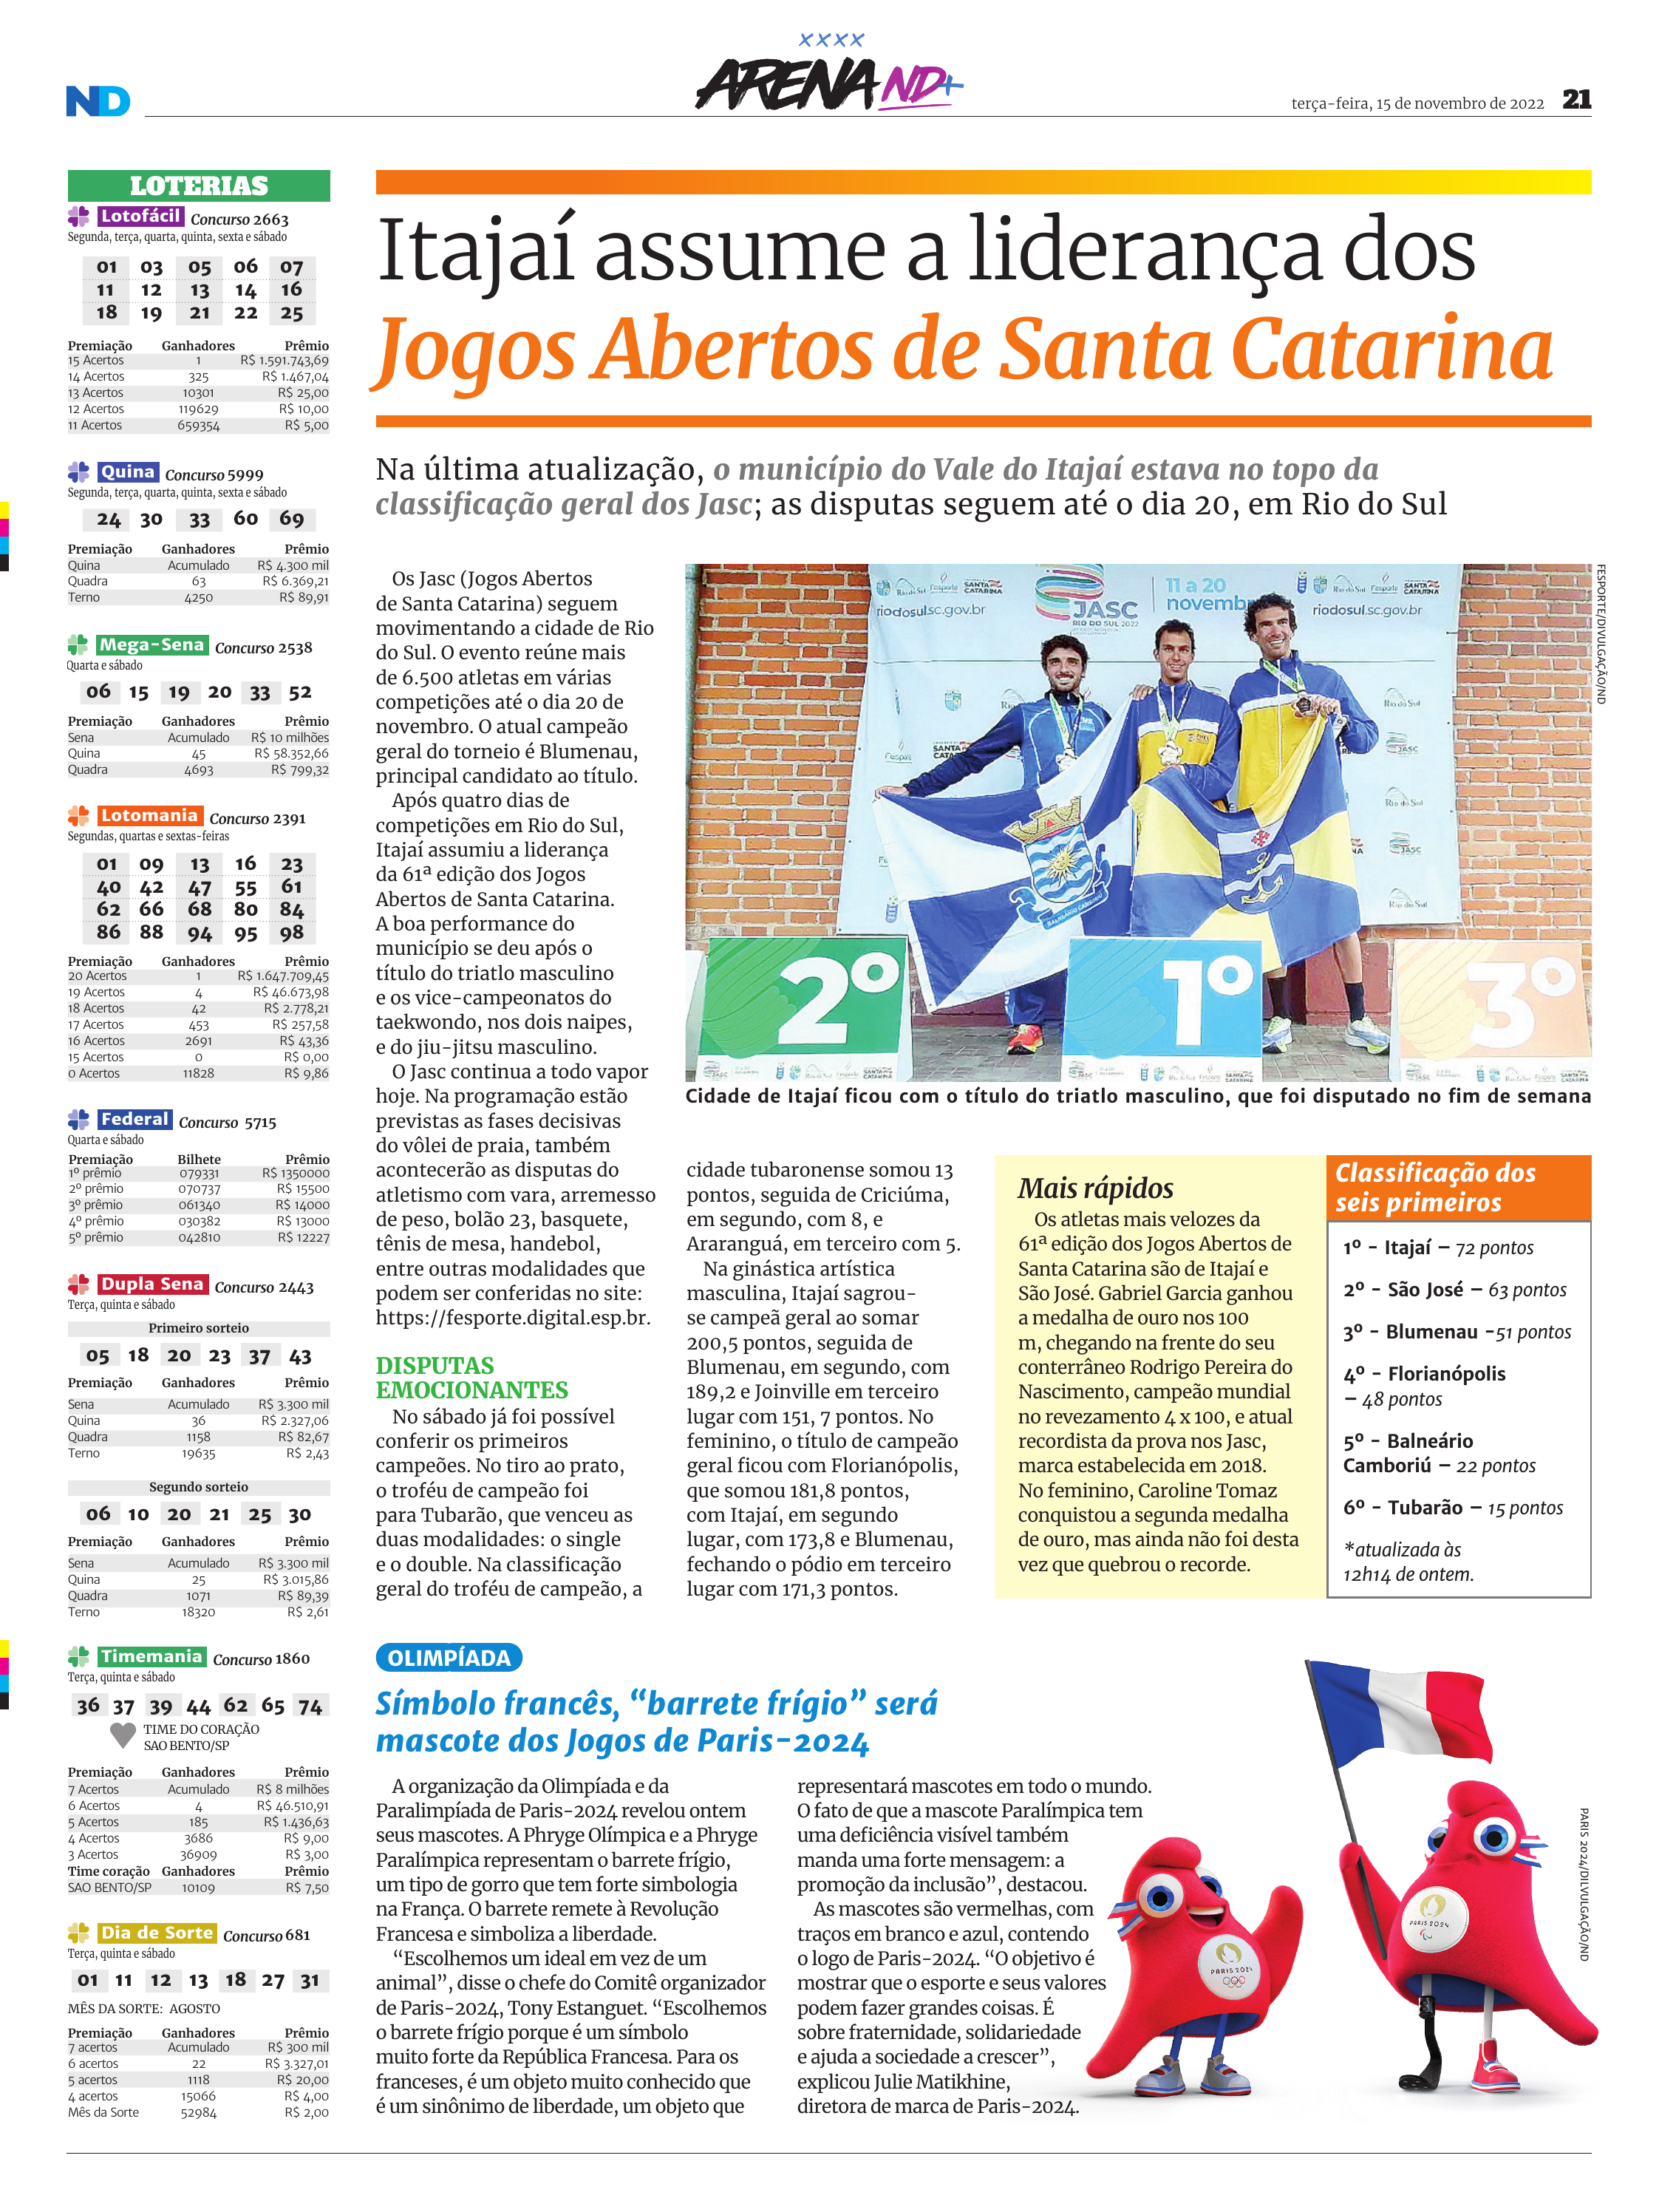 ××××
ARENA ND+
ND
terça-feira, 15 de novembro de 2022 21
LOTERIAS
Lotofácil Concurso 2663
Segunda, terça, quarta, quinta, sexta e sábado
01 03 05 06 07
11 12 13 14 16
18 19 21 22 25
Premiação Ganhadores Prêmio
15 Acertos 1 R$ 1.591.743,69
14 Acertos 325 R$ 1.467,04
13 Acertos 10301 R$ 25,00
12 Acertos 119629 R$ 10,00
11 Acertos 659354 R$ 5,00
Quina Concurso 5999
Segunda, terça, quarta, quinta, sexta e sábado
24 30 33 60 69
Premiação Ganhadores Prêmio
Quina Acumulado R$ 4.300 mil
Quadra 63 R$ 6.369,21
Terno 4250 R$ 89,91
Mega-Sena Concurso 2538
Quarta e sábado
06 15 19 20 33 52
Premiação Ganhadores Prêmio
Sena Acumulado R$ 10 milhões
Quina 45 R$ 58.352,66
Quadra 4693 R$ 799,32
Lotomania Concurso 2391
Segundas, quartas e sextas-feiras
01 09 13 16 23
40 42 47 55 61
62 66 68 80 84
86 88 94 95 98
Premiação Ganhadores Prêmio
20 Acertos 1 R$ 1.647.709,45
19 Acertos 4 R$ 46.673,98
18 Acertos 42 R$ 2.778,21
17 Acertos 453 R$ 257,58
16 Acertos 2691 R$ 43,36
15 Acertos 0 R$ 0,00
0 Acertos 11828 R$ 9,86
Federal Concurso 5715
Quarta e sábado
Premiação Bilhete Prêmio
1º prêmio 079331 R$ 1350000
2º prêmio 070737 R$ 15500
3º prêmio 061340 R$ 14000
4º prêmio 030382 R$ 13000
5º prêmio 042810 R$ 12227
Dupla Sena Concurso 2443
Terça, quinta e sábado
Primeiro sorteio
05 18 20 23 37 43
Premiação Ganhadores Prêmio
Sena Acumulado R$ 3.300 mil
Quina 36 R$ 2.327,06
Quadra 1158 R$ 82,67
Terno 19635 R$ 2,43
Segundo sorteio
06 10 20 21 25 30
Premiação Ganhadores Prêmio
Sena Acumulado R$ 3.300 mil
Quina 25 R$ 3.015,86
Quadra 1071 R$ 89,39
Terno 18320 R$ 2,61
Timemania Concurso 1860
Terça, quinta e sábado
36 37 39 44 62 65 74
TIME DO CORAÇÃO
SAO BENTO/SP
Premiação Ganhadores Prêmio
7 Acertos Acumulado R$ 8 milhões
6 Acertos 4 R$ 46.510,91
5 Acertos 185 R$ 1.436,63
4 Acertos 3686 R$ 9,00
3 Acertos 36909 R$ 3,00
Time coração Ganhadores Prêmio
SAO BENTO/SP 10109 R$ 7,50
Dia de Sorte Concurso 681
Terça, quinta e sábado
01 11 12 13 18 27 31
MÊS DA SORTE: AGOSTO
Premiação Ganhadores Prêmio
7 acertos Acumulado R$ 300 mil
6 acertos 22 R$ 3.327,01
5 acertos 1118 R$ 20,00
4 acertos 15066 R$ 4,00
Mês da Sorte 52984 R$ 2,00
Itajaí assume a liderança dos
Jogos Abertos de Santa Catarina
Na última atualização, o município do Vale do Itajaí estava no topo da
classificação geral dos Jasc; as disputas seguem até o dia 20, em Rio do Sul
Os Jasc (Jogos Abertos
de Santa Catarina) seguem
movimentando a cidade de Rio
do Sul. O evento reúne mais
de 6.500 atletas em várias
competições até o dia 20 de
novembro. O atual campeão
geral do torneio é Blumenau,
principal candidato ao título.
Após quatro dias de
competições em Rio do Sul,
Itajaí assumiu a liderança
da 61ª edição dos Jogos
Abertos de Santa Catarina.
A boa performance do
município se deu após o
título do triatlo masculino
e os vice-campeonatos do
taekwondo, nos dois naipes,
e do jiu-jitsu masculino.
O Jasc continua a todo vapor
hoje. Na programação estão
previstas as fases decisivas
do vôlei de praia, também
acontecerão as disputas do
atletismo com vara, arremesso
de peso, bolão 23, basquete,
tênis de mesa, handebol,
entre outras modalidades que
podem ser conferidas no site:
https://fesporte.digital.esp.br.
DISPUTAS
EMOCIONANTES
No sábado já foi possível
conferir os primeiros
campeões. No tiro ao prato,
o troféu de campeão foi
para Tubarão, que venceu as
duas modalidades: o single
e o double. Na classificação
geral do troféu de campeão, a
riodosul.sc.gov.br
JASC
RIO DO SUL 2022
11 a 20
novemb
Rio do Sul Fesporte SANTA CATARINA
riodosul.sc.gov.br
BALNEÁRIO CAMBORIÚ
2º
1º
3º
FESPORTE/DIVULGAÇÃO/ND
Cidade de Itajaí ficou com o título do triatlo masculino, que foi disputado no fim de semana
cidade tubaronense somou 13
pontos, seguida de Criciúma,
em segundo, com 8, e
Araranguá, em terceiro com 5.
Na ginástica artística
masculina, Itajaí sagrou-
se campeã geral ao somar
200,5 pontos, seguida de
Blumenau, em segundo, com
189,2 e Joinville em terceiro
lugar com 151, 7 pontos. No
feminino, o título de campeão
geral ficou com Florianópolis,
que somou 181,8 pontos,
com Itajaí, em segundo
lugar, com 173,8 e Blumenau,
fechando o pódio em terceiro
lugar com 171,3 pontos.
Mais rápidos
Os atletas mais velozes da
61ª edição dos Jogos Abertos de
Santa Catarina são de Itajaí e
São José. Gabriel Garcia ganhou
a medalha de ouro nos 100
m, chegando na frente do seu
conterrâneo Rodrigo Pereira do
Nascimento, campeão mundial
no revezamento 4 x 100, e atual
recordista da prova nos Jasc,
marca estabelecida em 2018.
No feminino, Caroline Tomaz
conquistou a segunda medalha
de ouro, mas ainda não foi desta
vez que quebrou o recorde.
Classificação dos
seis primeiros
1º - Itajaí – 72 pontos
2º - São José – 63 pontos
3º - Blumenau -51 pontos
4º - Florianópolis
– 48 pontos
5º - Balneário
Camboriú – 22 pontos
6º - Tubarão – 15 pontos
*atualizada às
12h14 de ontem.
OLIMPÍADA
Símbolo francês, “barrete frígio” será
mascote dos Jogos de Paris-2024
A organização da Olimpíada e da
Paralimpíada de Paris-2024 revelou ontem
seus mascotes. A Phryge Olímpica e a Phryge
Paralímpica representam o barrete frígio,
um tipo de gorro que tem forte simbologia
na França. O barrete remete à Revolução
Francesa e simboliza a liberdade.
“Escolhemos um ideal em vez de um
animal”, disse o chefe do Comitê organizador
de Paris-2024, Tony Estanguet. “Escolhemos
o barrete frígio porque é um símbolo
muito forte da República Francesa. Para os
franceses, é um objeto muito conhecido que
é um sinônimo de liberdade, um objeto que
representará mascotes em todo o mundo.
O fato de que a mascote Paralímpica tem
uma deficiência visível também
manda uma forte mensagem: a
promoção da inclusão”, destacou.
As mascotes são vermelhas, com
traços em branco e azul, contendo
o logo de Paris-2024. “O objetivo é
mostrar que o esporte e seus valores
podem fazer grandes coisas. É
sobre fraternidade, solidariedade
e ajuda a sociedade a crescer”,
explicou Julie Matikhine,
diretora de marca de Paris-2024.
PARIS 2024
PARIS 2024
PARIS 2024/DILVULGAÇÃO/ND